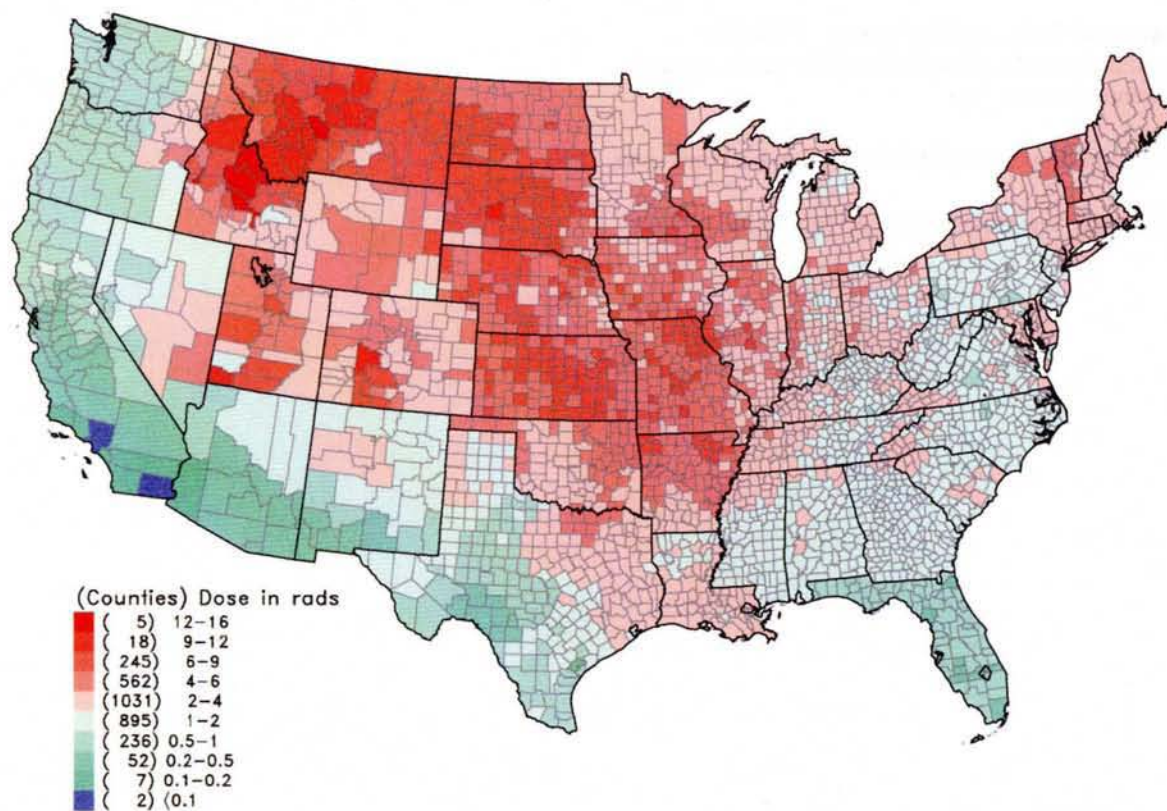 (Counties) Dose in rads
( 5) 12-16
( 18) 9-12
( 245) 6-9
( 562) 4-6
(1031) 2-4
( 895) 1-2
( 236) 0.5-1
( 52) 0.2-0.5
( 7) 0.1-0.2
( 2) <0.1